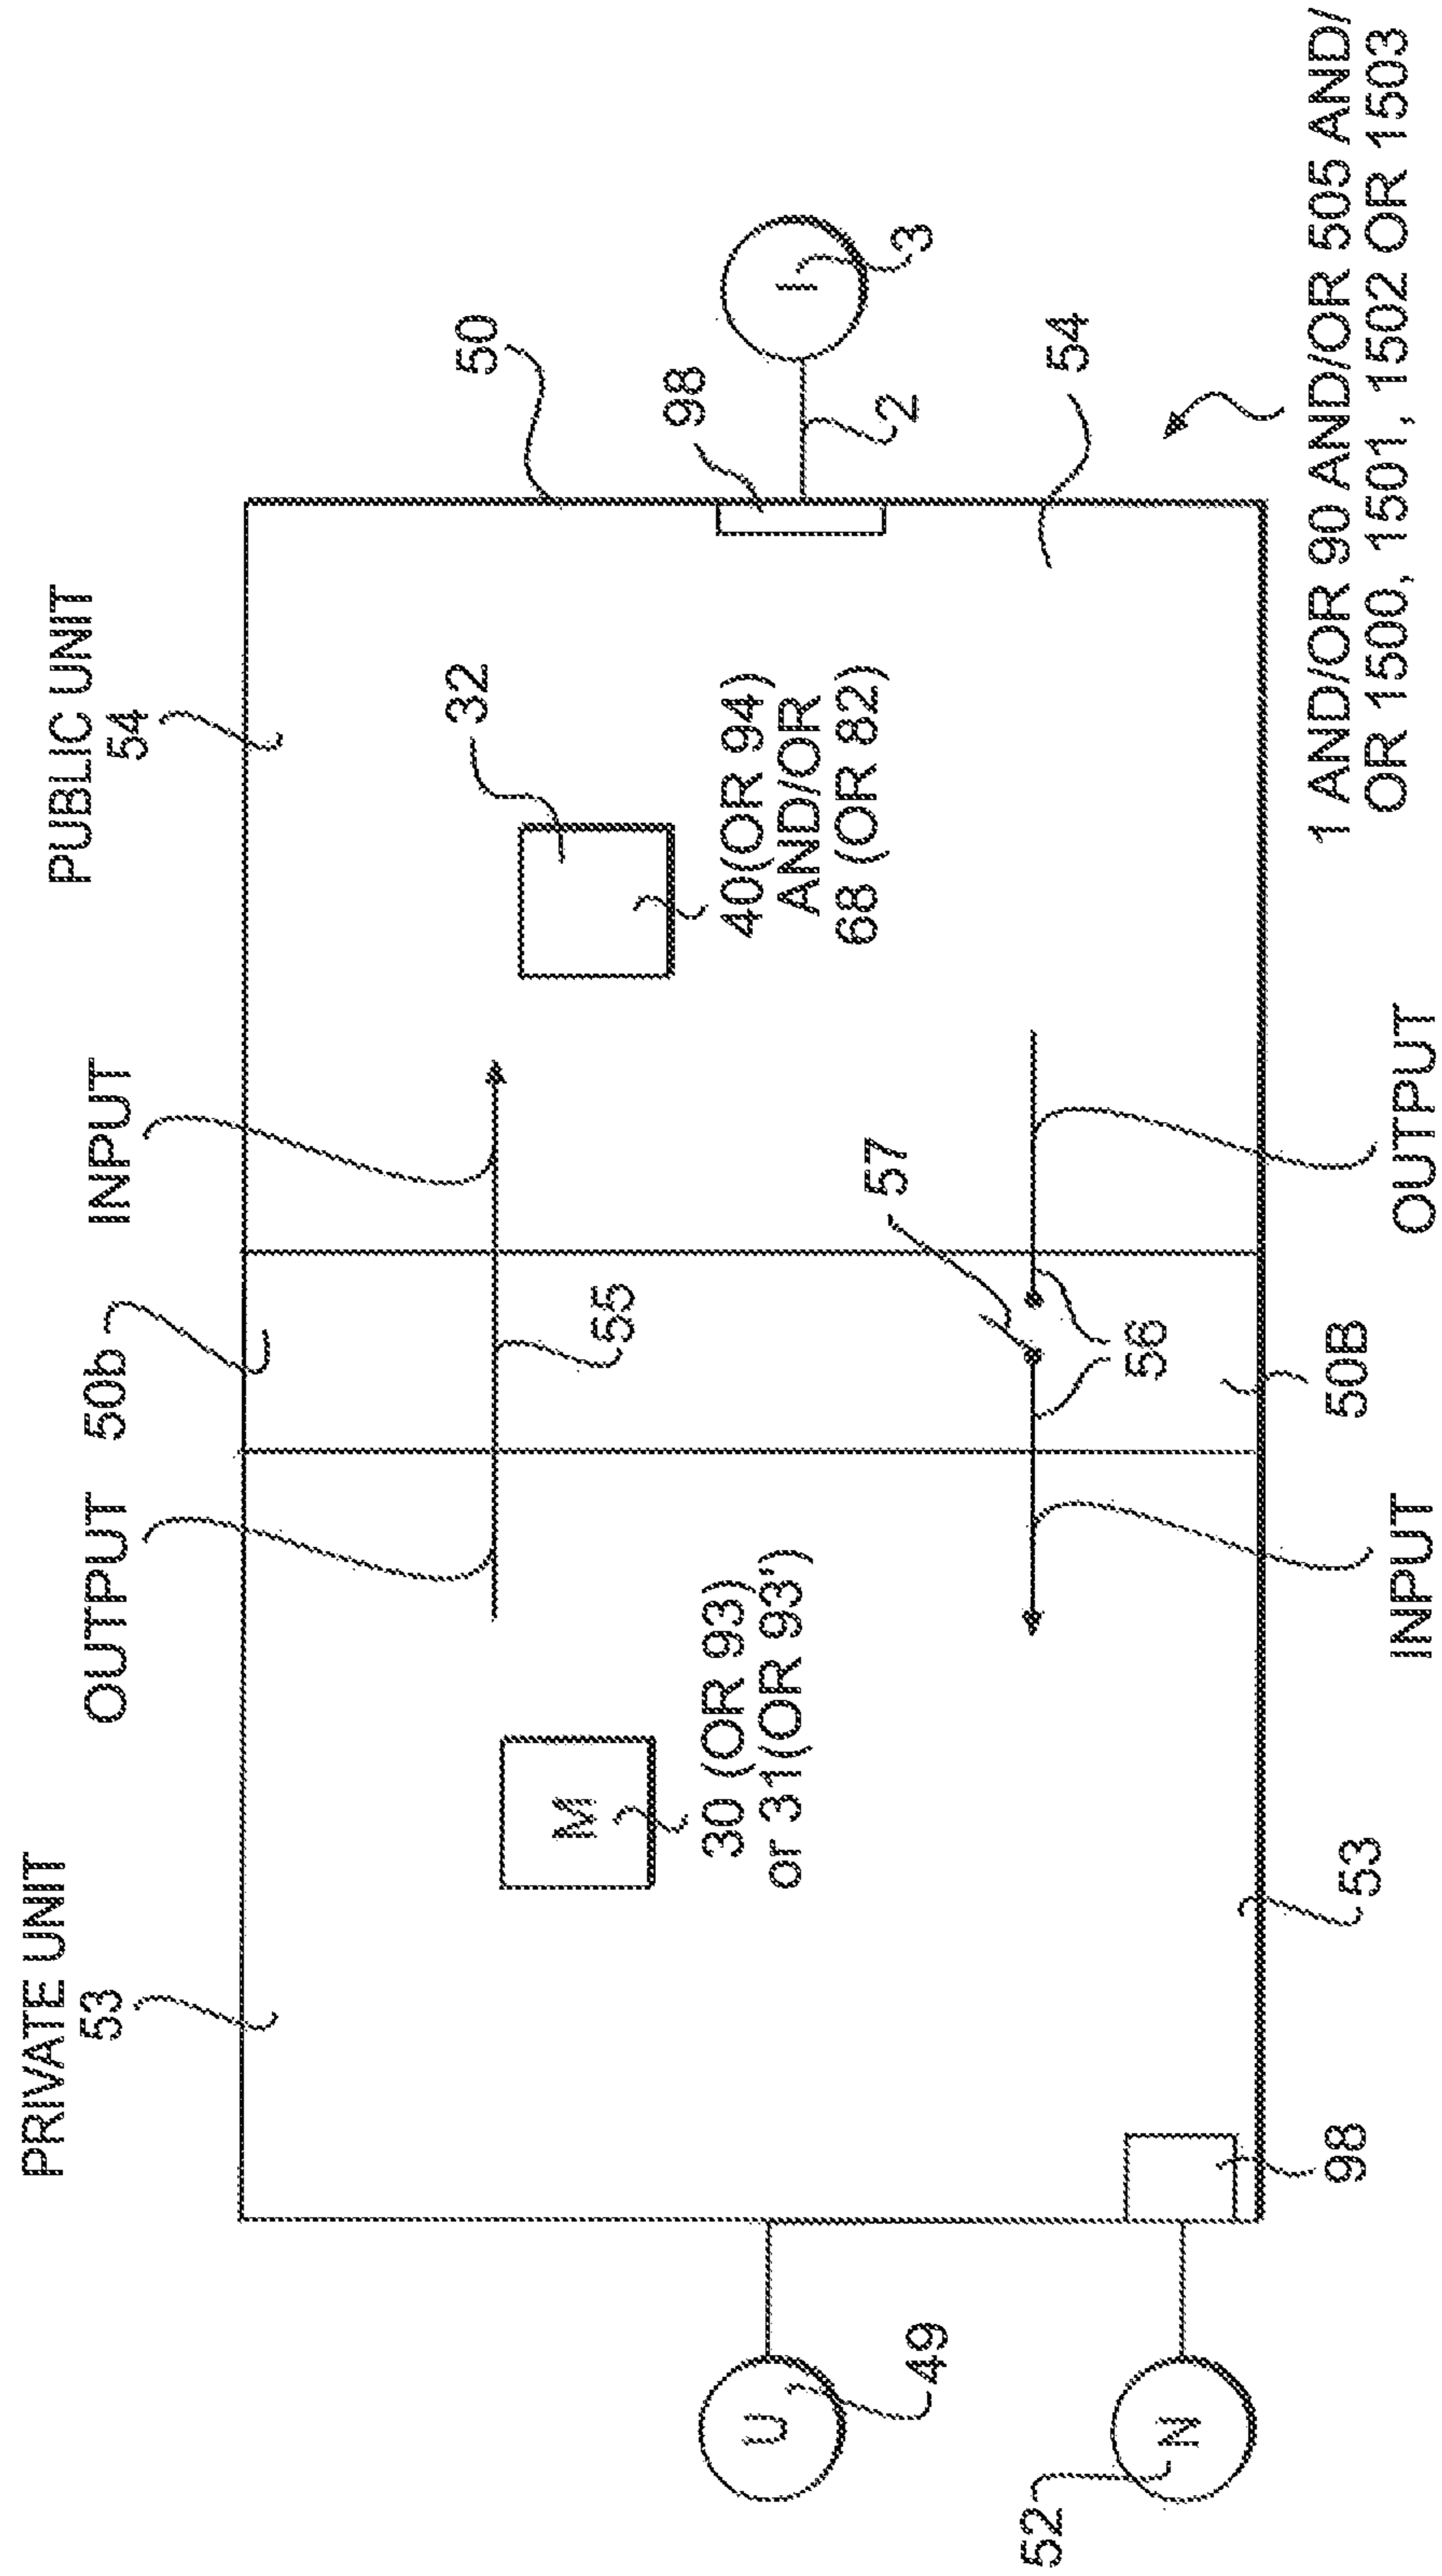 PRIVATE UNIT
53
PUBLIC UNIT
54
OUTPUT
50b
INPUT
50
32
M
30 (OR 93)
or 31(OR 93')
55
40(OR 94)
AND/OR
68 (OR 82)
98
I
3
2
U
49
57
56
54
52
N
98
53
INPUT
50B
OUTPUT
1 AND/OR 90 AND/OR 505 AND/
OR 1500, 1501, 1502 OR 1503